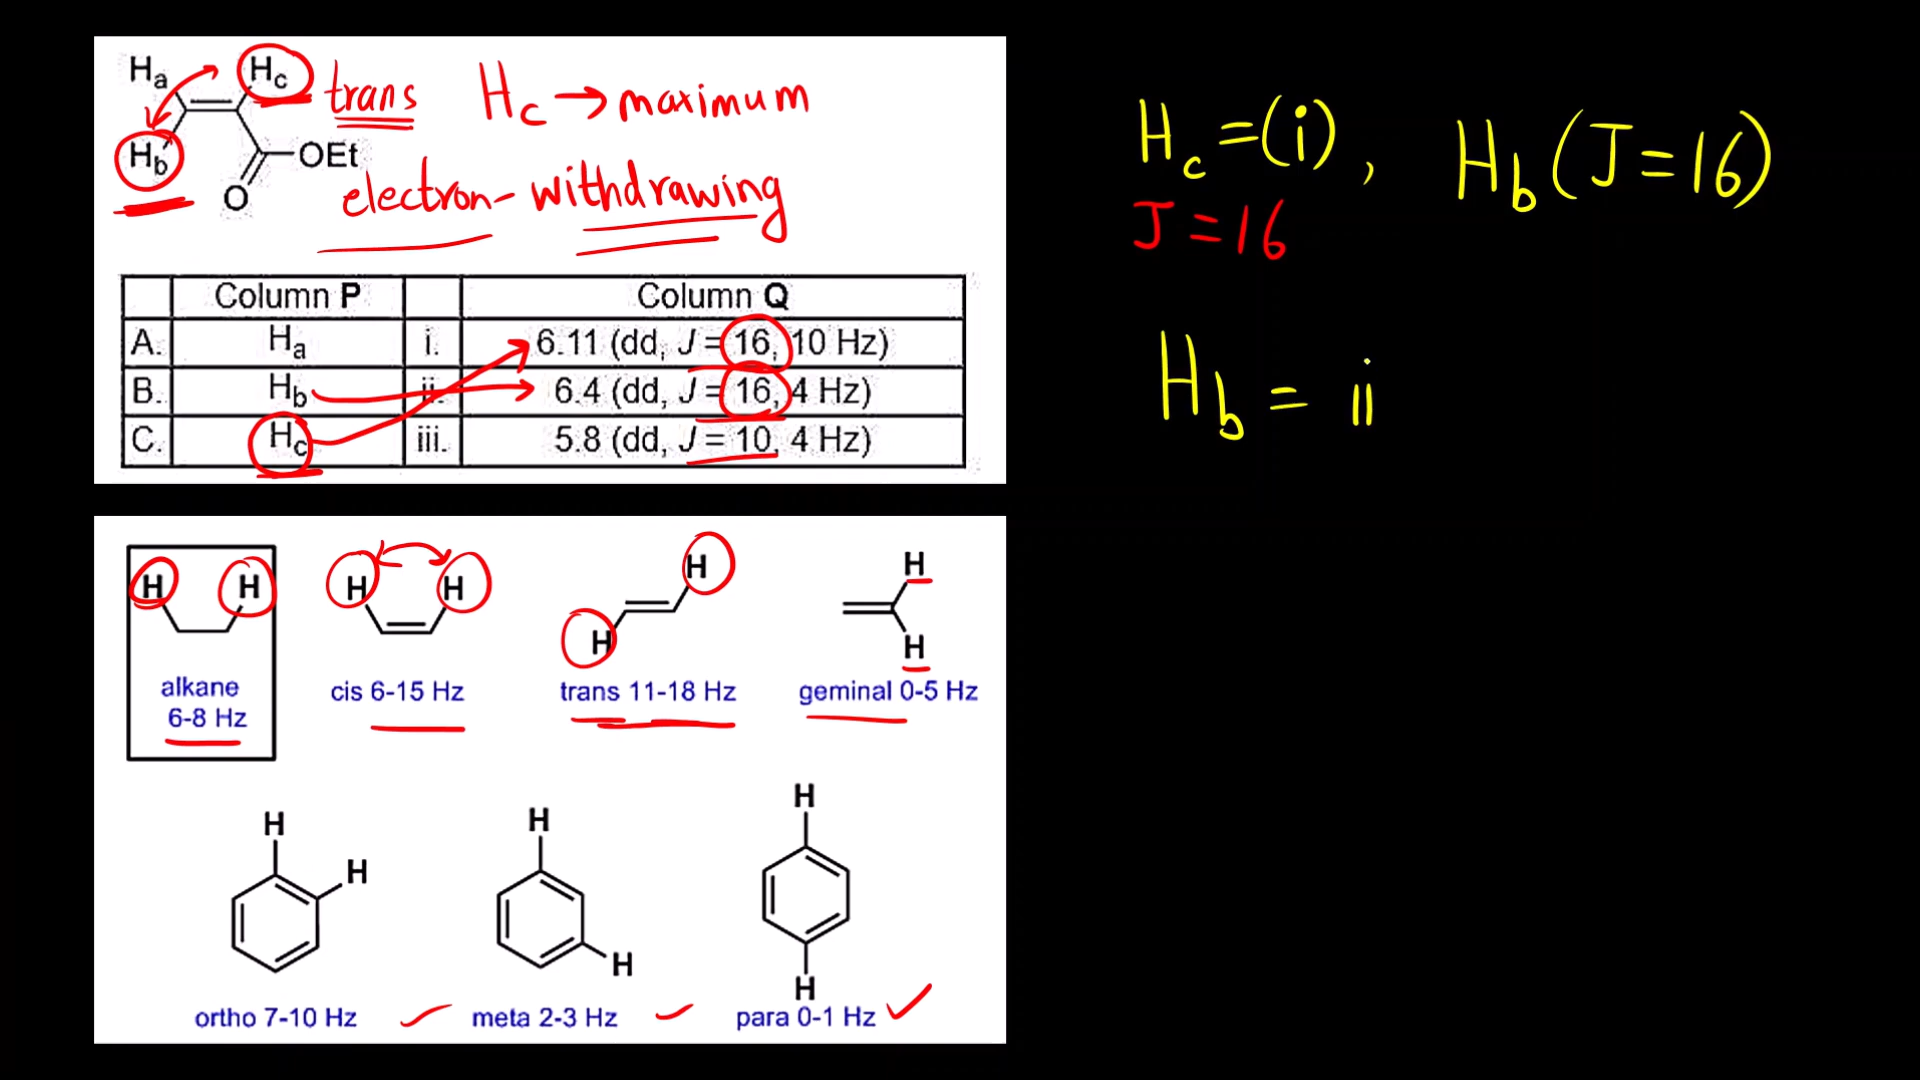 Ha Hc trans Hc → maximum
Hb OEt
O electron-withdrawing
Column P Column Q
A. Ha i. 6.11 (dd, J = 16, 10 Hz)
B. Hb ii. 6.4 (dd, J = 16, 4 Hz)
C. Hc iii. 5.8 (dd, J = 10, 4 Hz)
Hc = (i), Hb (J = 16)
J = 16
Hb = ii
H H H H H H H
H
alkane cis 6-15 Hz trans 11-18 Hz geminal 0-5 Hz
6-8 Hz
H H H
H H H
ortho 7-10 Hz meta 2-3 Hz para 0-1 Hz